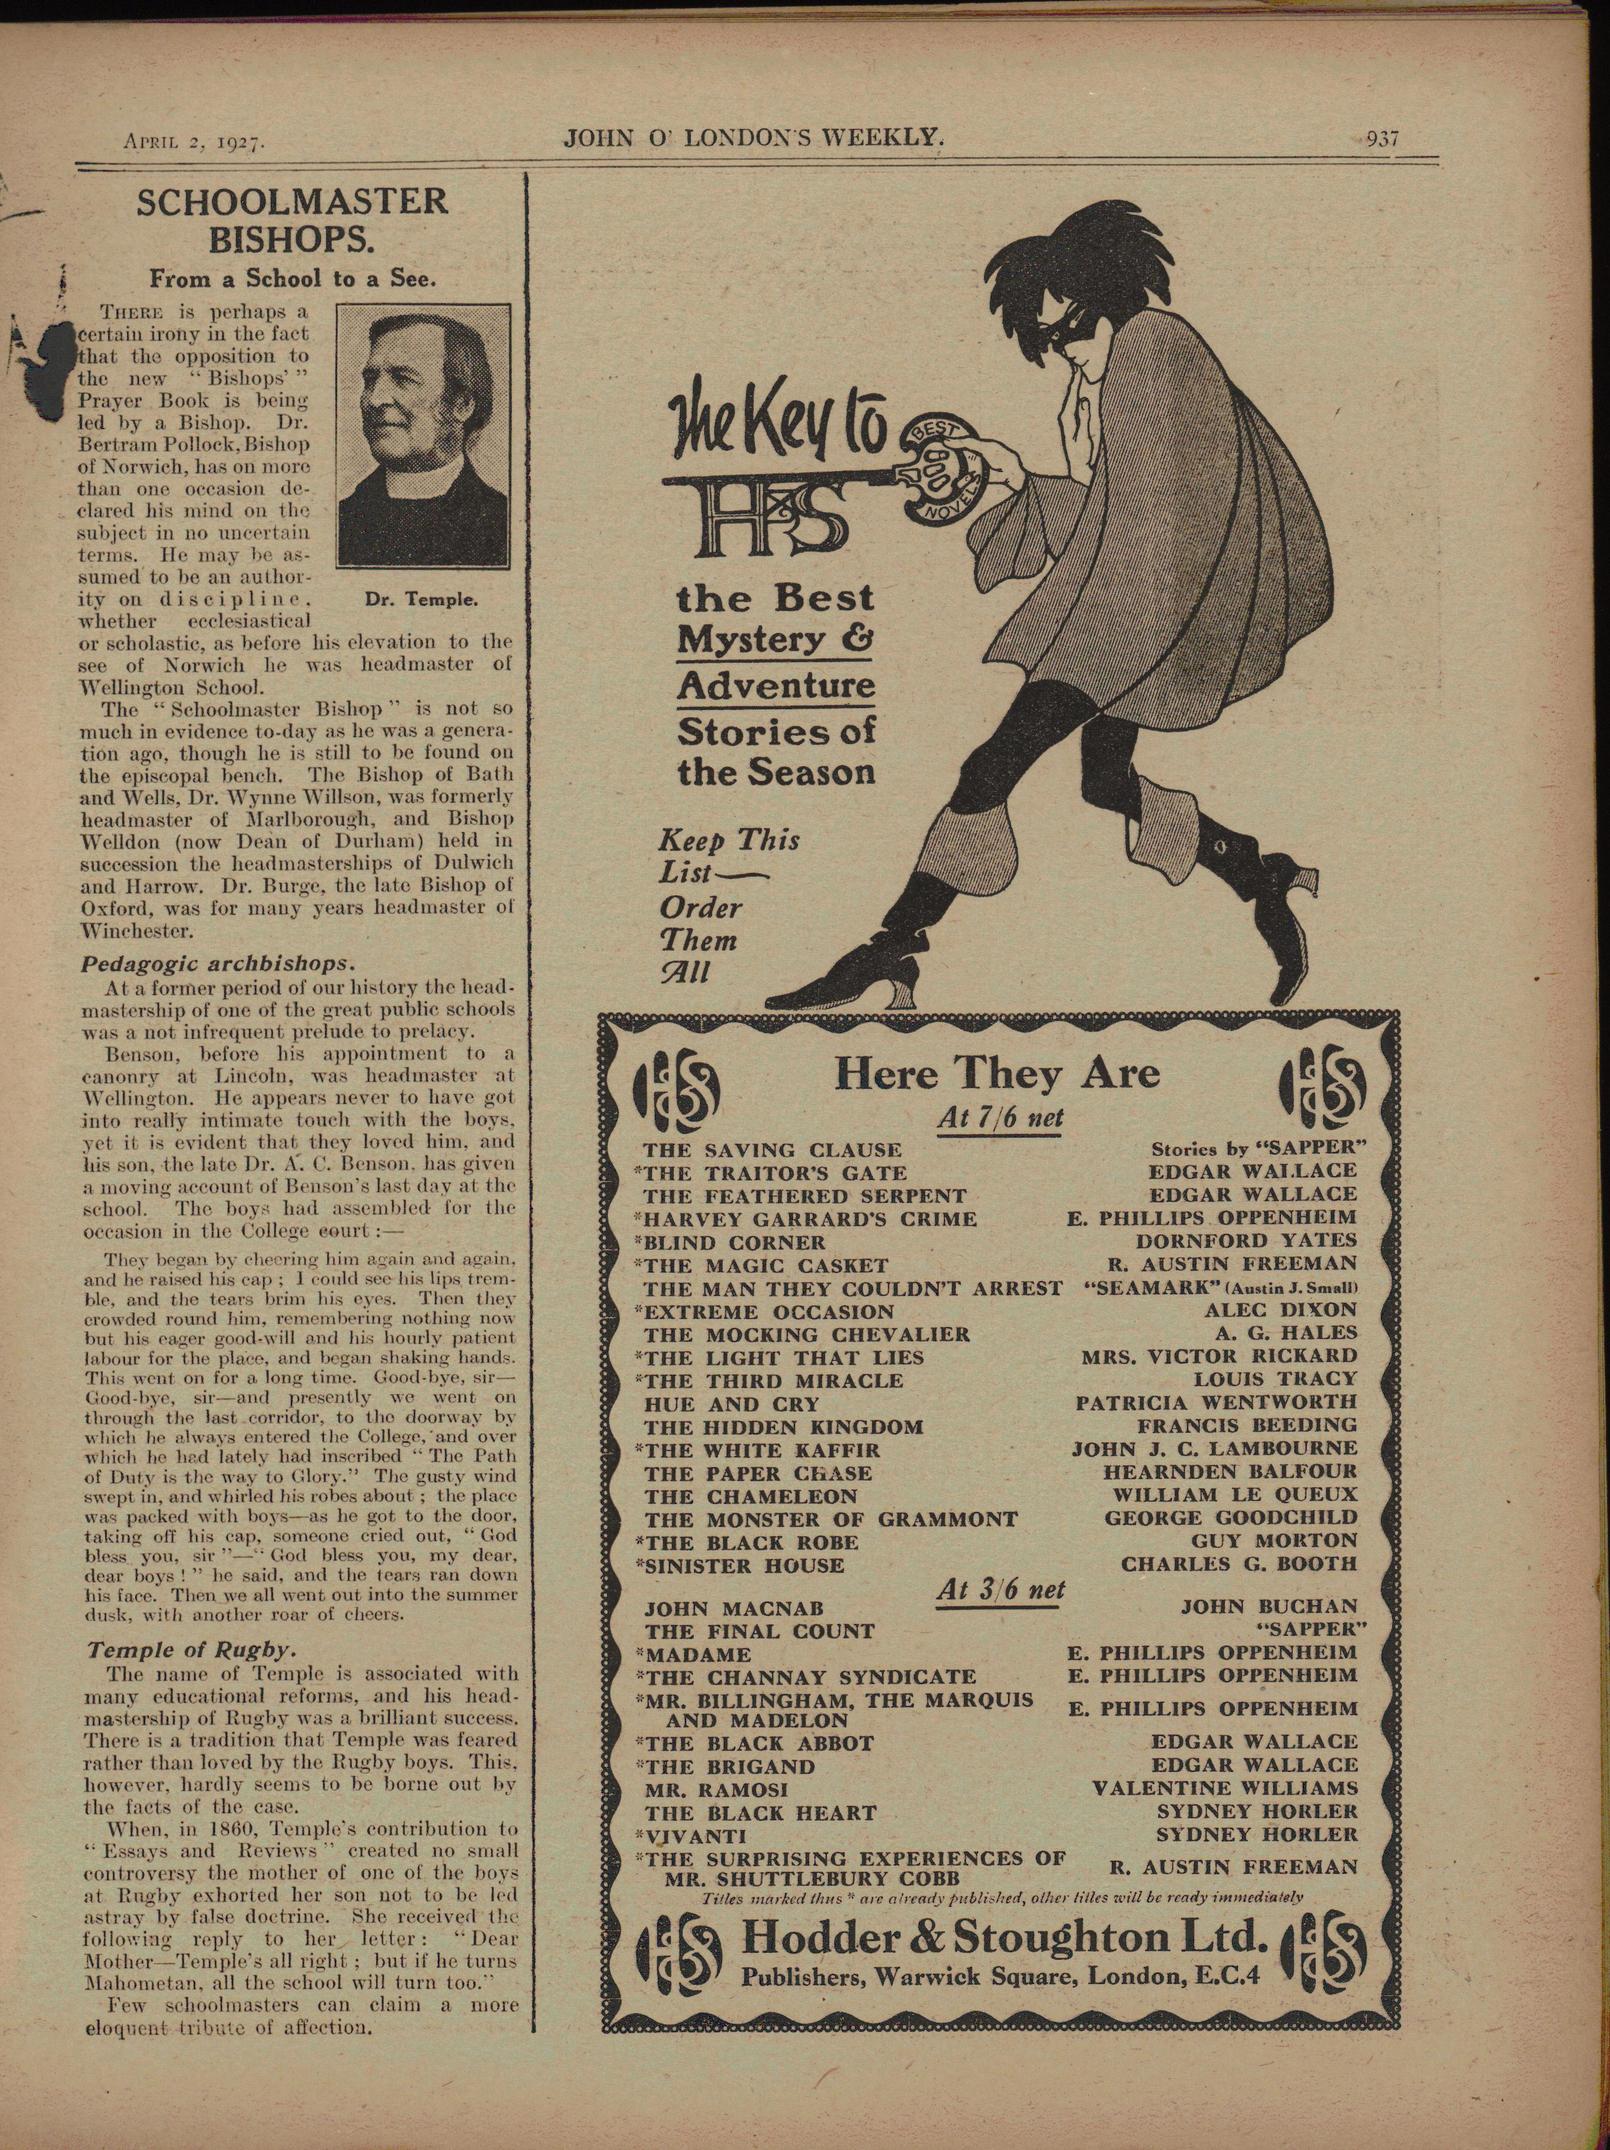 APRIL 2, 1927.
JOHN O' LONDON'S WEEKLY.
937
SCHOOLMASTER
BISHOPS.
From a School to a See.
THERE is perhaps a
certain irony in the fact
that the opposition to
the new "Bishops'"
Prayer Book is being
led by a Bishop. Dr.
Bertram Pollock, Bishop
of Norwich, has on more
than one occasion de-
clared his mind on the
subject in no uncertain
terms. He may be as-
sumed to be an author-
ity on discipline,
whether ecclesiastical
Dr. Temple.
or scholastic, as before his elevation to the
see of Norwich he was headmaster of
Wellington School.
The "Schoolmaster Bishop" is not so
much in evidence to-day as he was a genera-
tion ago, though he is still to be found on
the episcopal bench. The Bishop of Bath
and Wells, Dr. Wynne Willson, was formerly
headmaster of Marlborough, and Bishop
Welldon (now Dean of Durham) held in
succession the headmasterships of Dulwich
and Harrow. Dr. Burge, the late Bishop of
Oxford, was for many years headmaster of
Winchester.
Pedagogic archbishops.
At a former period of our history the head-
mastership of one of the great public schools
was a not infrequent prelude to prelacy.
Benson, before his appointment to a
canonry at Lincoln, was headmaster at
Wellington. He appears never to have got
into really intimate touch with the boys,
yet it is evident that they loved him, and
his son, the late Dr. A. C. Benson, has given
a moving account of Benson's last day at the
school. The boys had assembled for the
occasion in the College court:—
They began by cheering him again and again,
and he raised his cap; I could see his lips trem-
ble, and the tears brim his eyes. Then they
crowded round him, remembering nothing now
but his eager good-will and his hourly patient
labour for the place, and began shaking hands.
This went on for a long time. Good-bye, sir—
Good-bye, sir—and presently we went on
through the last corridor, to the doorway by
which he always entered the College, and over
which he had lately had inscribed "The Path
of Duty is the way to Glory." The gusty wind
swept in, and whirled his robes about; the place
was packed with boys—as he got to the door,
taking off his cap, someone cried out, "God
bless you, sir"—"God bless you, my dear,
dear boys!" he said, and the tears ran down
his face. Then we all went out into the summer
dusk, with another roar of cheers.
Temple of Rugby.
The name of Temple is associated with
many educational reforms, and his head-
mastership of Rugby was a brilliant success.
There is a tradition that Temple was feared
rather than loved by the Rugby boys. This,
however, hardly seems to be borne out by
the facts of the case.
When, in 1860, Temple's contribution to
"Essays and Reviews" created no small
controversy the mother of one of the boys
at Rugby exhorted her son not to be led
astray by false doctrine. She received the
following reply to her letter: "Dear
Mother—Temple's all right; but if he turns
Mahometan, all the school will turn too."
Few schoolmasters can claim a more
eloquent tribute of affection.
The Key to
BEST
BOOK
NOVELS
H&S
the Best
Mystery &
Adventure
Stories of
the Season
Keep This
List—
Order
Them
All
HS
Here They Are
HS
At 7/6 net
THE SAVING CLAUSE Stories by "SAPPER"
*THE TRAITOR'S GATE EDGAR WALLACE
THE FEATHERED SERPENT EDGAR WALLACE
*HARVEY GARRARD'S CRIME E. PHILLIPS OPPENHEIM
*BLIND CORNER DORNFORD YATES
*THE MAGIC CASKET R. AUSTIN FREEMAN
THE MAN THEY COULDN'T ARREST "SEAMARK" (Austin J. Small)
*EXTREME OCCASION ALEC DIXON
THE MOCKING CHEVALIER A. G. HALES
*THE LIGHT THAT LIES MRS. VICTOR RICKARD
*THE THIRD MIRACLE LOUIS TRACY
HUE AND CRY PATRICIA WENTWORTH
THE HIDDEN KINGDOM FRANCIS BEEDING
*THE WHITE KAFFIR JOHN J. C. LAMBOURNE
THE PAPER CHASE HEARNDEN BALFOUR
THE CHAMELEON WILLIAM LE QUEUX
THE MONSTER OF GRAMMONT GEORGE GOODCHILD
*THE BLACK ROBE GUY MORTON
*SINISTER HOUSE CHARLES G. BOOTH
At 3/6 net
JOHN MACNAB JOHN BUCHAN
THE FINAL COUNT "SAPPER"
*MADAME E. PHILLIPS OPPENHEIM
*THE CHANNAY SYNDICATE E. PHILLIPS OPPENHEIM
*MR. BILLINGHAM, THE MARQUIS
AND MADELON E. PHILLIPS OPPENHEIM
*THE BLACK ABBOT EDGAR WALLACE
*THE BRIGAND EDGAR WALLACE
MR. RAMOSI VALENTINE WILLIAMS
THE BLACK HEART SYDNEY HORLER
*VIVANTI SYDNEY HORLER
*THE SURPRISING EXPERIENCES OF
MR. SHUTTLEBURY COBB R. AUSTIN FREEMAN
Titles marked thus * are already published, other titles will be ready immediately
HS
Hodder & Stoughton Ltd.
Publishers, Warwick Square, London, E.C.4
HS